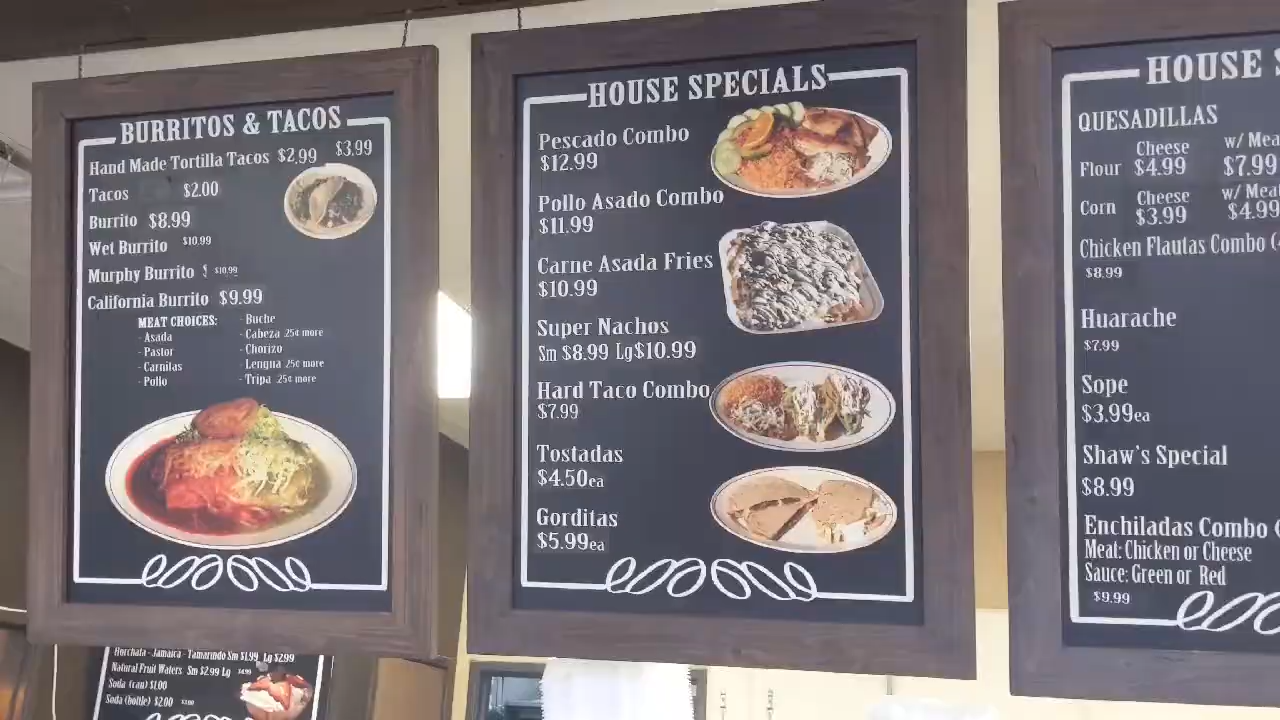 BURRITOS & TACOS
Hand Made Tortilla Tacos $2.99 $3.99
Tacos $2.00
Burrito $8.99
Wet Burrito $10.99
Murphy Burrito $10.99
California Burrito $9.99
MEAT CHOICES:
- Asada
- Pastor
- Carnitas
- Pollo
- Buche
- Cabeza 25¢ more
- Chorizo
- Lengua 25¢ more
- Tripa 25¢ more
Horchata - Jamaica - Tamarindo Sm $1.99 Lg $2.99
Natural Fruit Waters Sm $2.99 Lg 4.99
Soda (can) $1.00
Soda (bottle) $2.00
HOUSE SPECIALS
Pescado Combo
$12.99
Pollo Asado Combo
$11.99
Carne Asada Fries
$10.99
Super Nachos
Sm $8.99 Lg $10.99
Hard Taco Combo
$7.99
Tostadas
$4.50ea
Gorditas
$5.99ea
HOUSE S
QUESADILLAS
Cheese w/ Mea
Flour $4.99 $7.99
Cheese w/ Mea
Corn $3.99 $4.99
Chicken Flautas Combo (
$8.99
Huarache
$7.99
Sope
$3.99ea
Shaw's Special
$8.99
Enchiladas Combo (
Meat: Chicken or Cheese
Sauce: Green or Red
$9.99